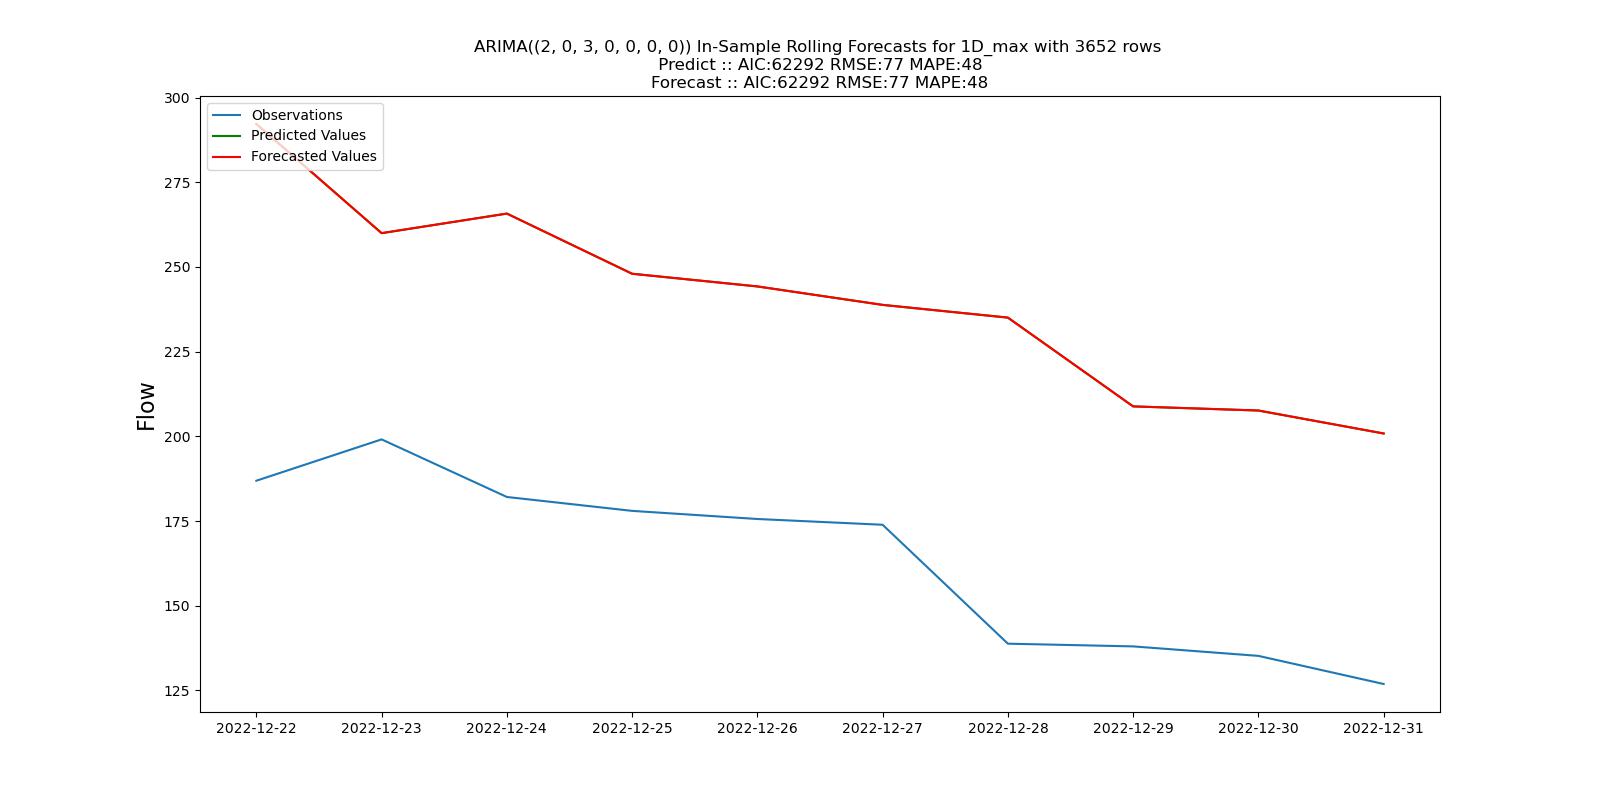 ARIMA((2, 0, 3, 0, 0, 0, 0)) In-Sample Rolling Forecasts for 1D_max with 3652 rows
Predict :: AIC:62292 RMSE:77 MAPE:48
Forecast :: AIC:62292 RMSE:77 MAPE:48
Observations
Predicted Values
Forecasted Values
Flow
300
275
250
225
200
175
150
125
2022-12-22 2022-12-23 2022-12-24 2022-12-25 2022-12-26 2022-12-27 2022-12-28 2022-12-29 2022-12-30 2022-12-31